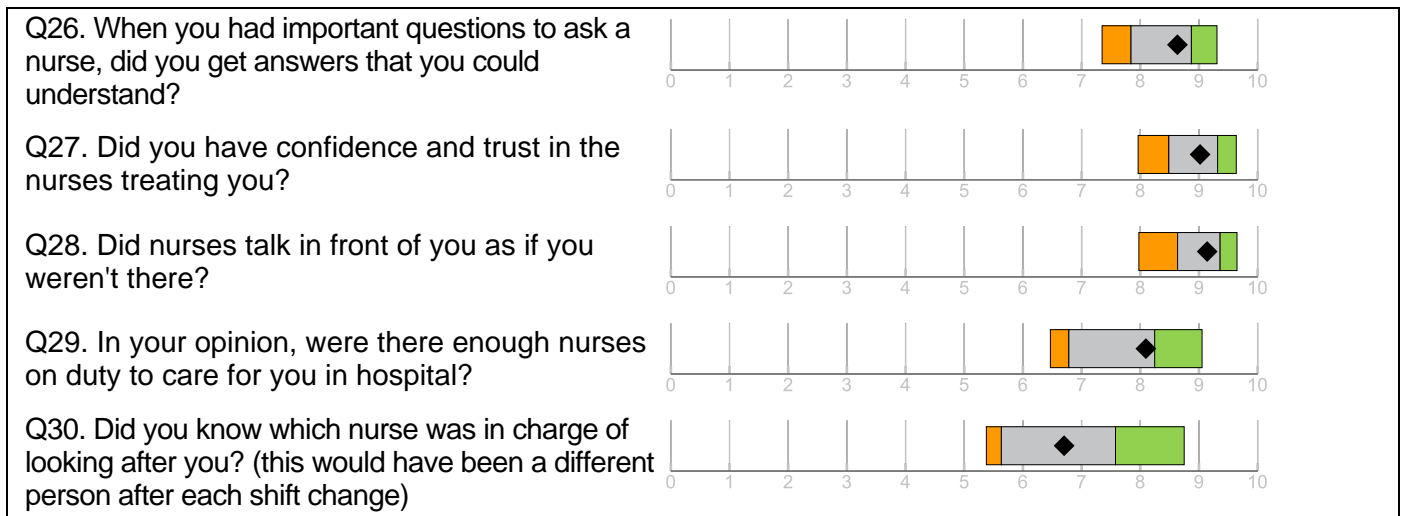 Q26. When you had important questions to ask a
nurse, did you get answers that you could
understand?
0 1 2 3 4 5 6 7 8 9 10
Q27. Did you have confidence and trust in the
nurses treating you?
0 1 2 3 4 5 6 7 8 9 10
Q28. Did nurses talk in front of you as if you
weren't there?
0 1 2 3 4 5 6 7 8 9 10
Q29. In your opinion, were there enough nurses
on duty to care for you in hospital?
0 1 2 3 4 5 6 7 8 9 10
Q30. Did you know which nurse was in charge of
looking after you? (this would have been a different
person after each shift change)
0 1 2 3 4 5 6 7 8 9 10